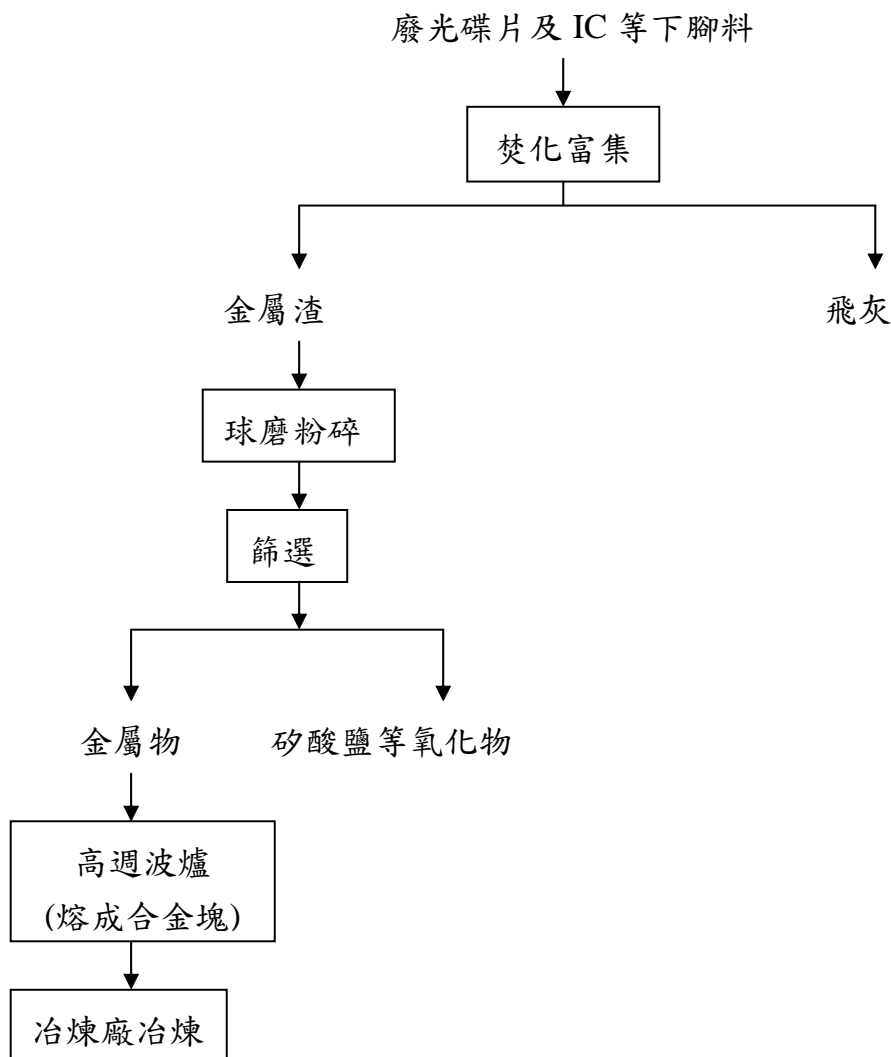 廢光碟片及 IC 等下腳料
焚化富集
金屬渣
飛灰
球磨粉碎
篩選
金屬物
矽酸鹽等氧化物
高週波爐
(熔成合金塊)
冶煉廠冶煉